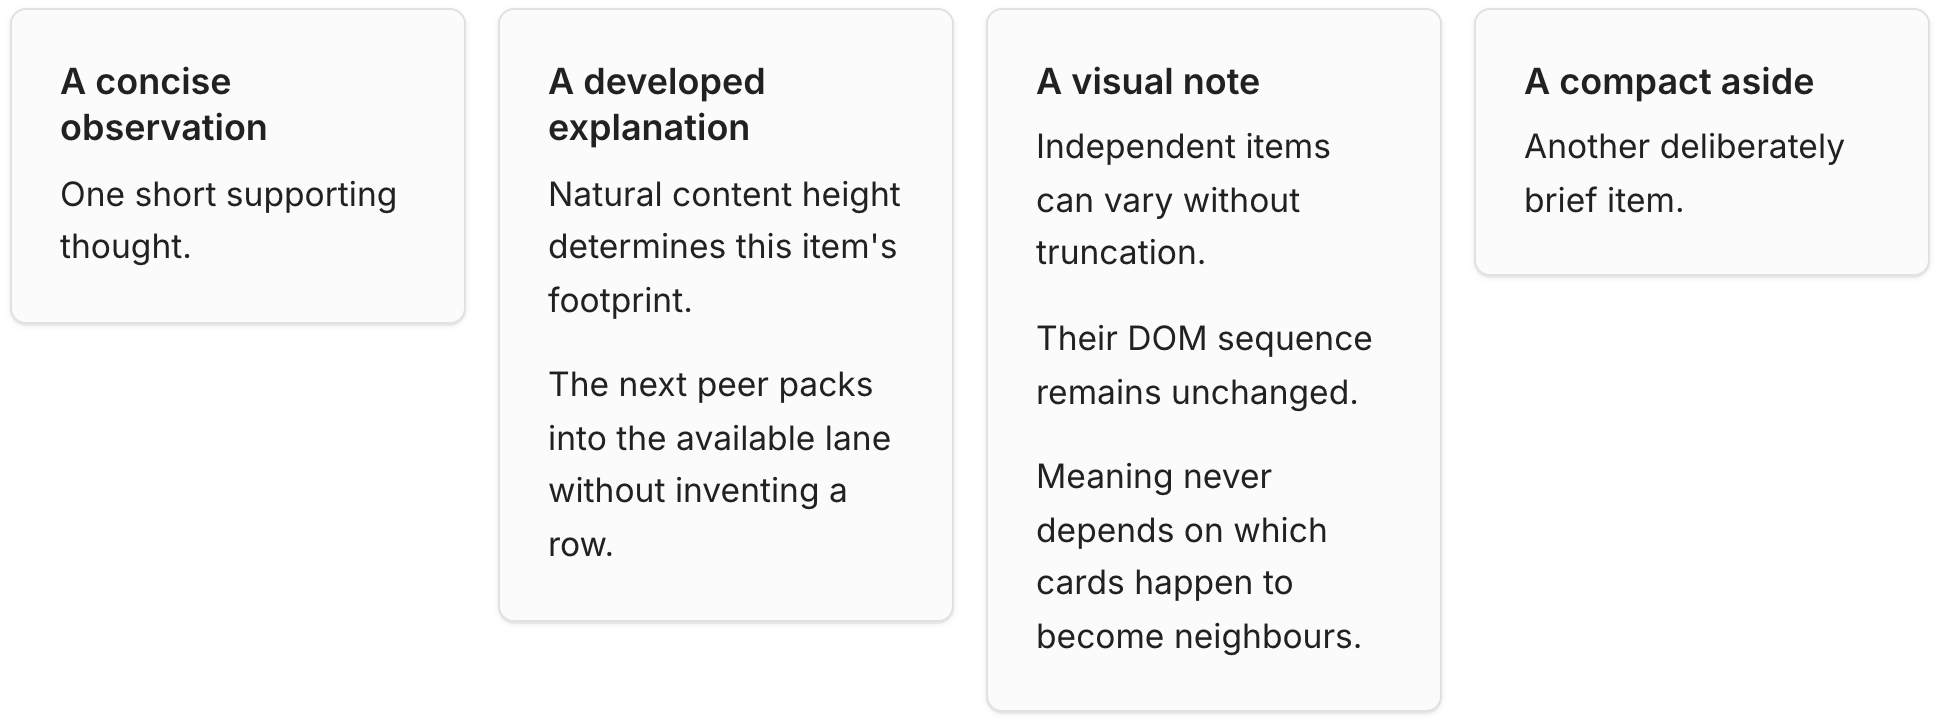 A concise
observation
One short supporting
thought.
A developed
explanation
Natural content height
determines this item's
footprint.
The next peer packs
into the available lane
without inventing a
row.
A visual note
Independent items
can vary without
truncation.
Their DOM sequence
remains unchanged.
Meaning never
depends on which
cards happen to
become neighbours.
A compact aside
Another deliberately
brief item.